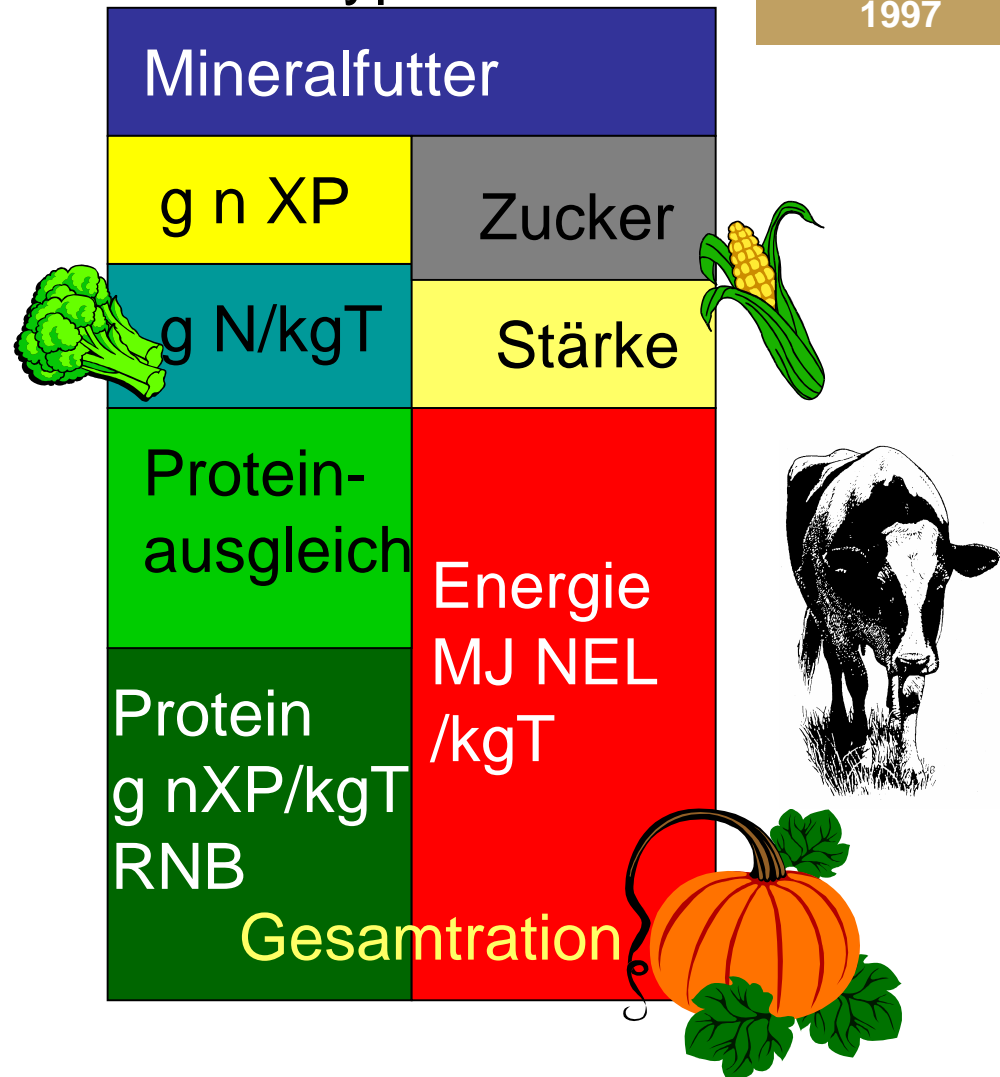 1997
Mineralfutter
g n XP
Zucker
g N/kgT
Stärke
Protein-
ausgleich
Energie
MJ NEL
/kgT
Protein
g nXP/kgT
RNB
Gesamtration